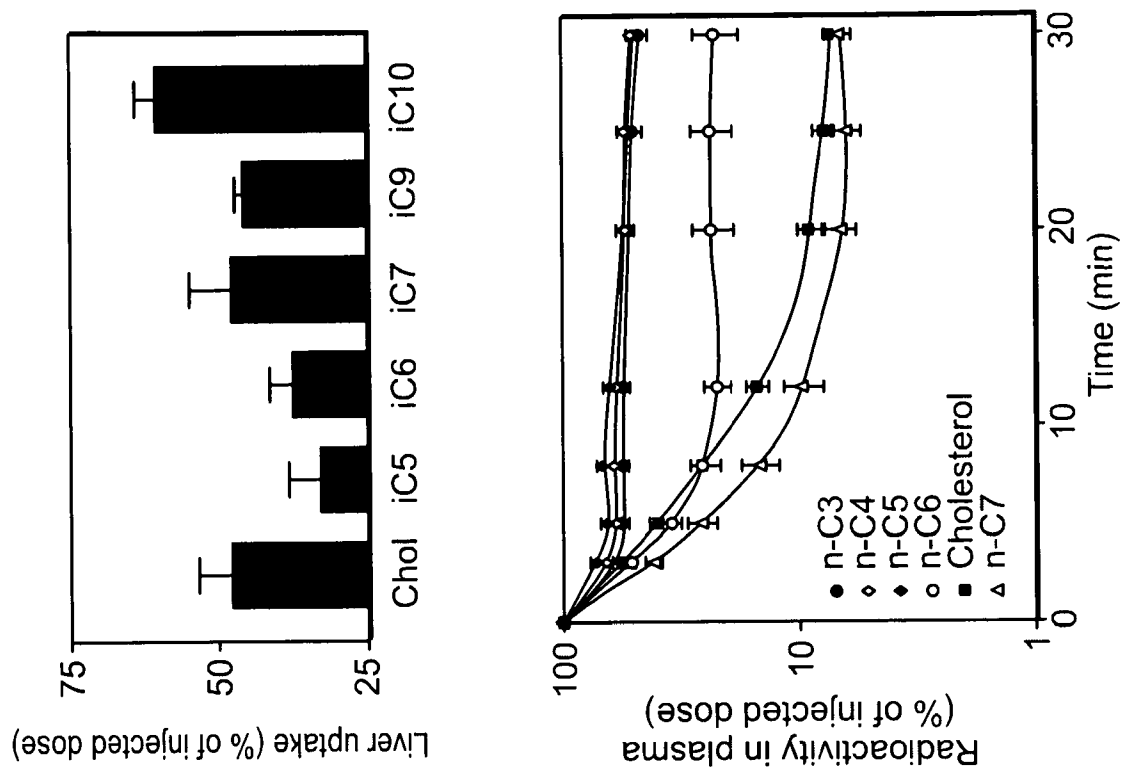 75
50
25
Liver uptake (% of injected dose)
Chol iC5 iC6 iC7 iC9 iC10
100
10
1
Radioactivity in plasma
(% of injected dose)
n-C3
n-C4
n-C5
n-C6
Cholesterol
n-C7
0 10 20 30
Time (min)